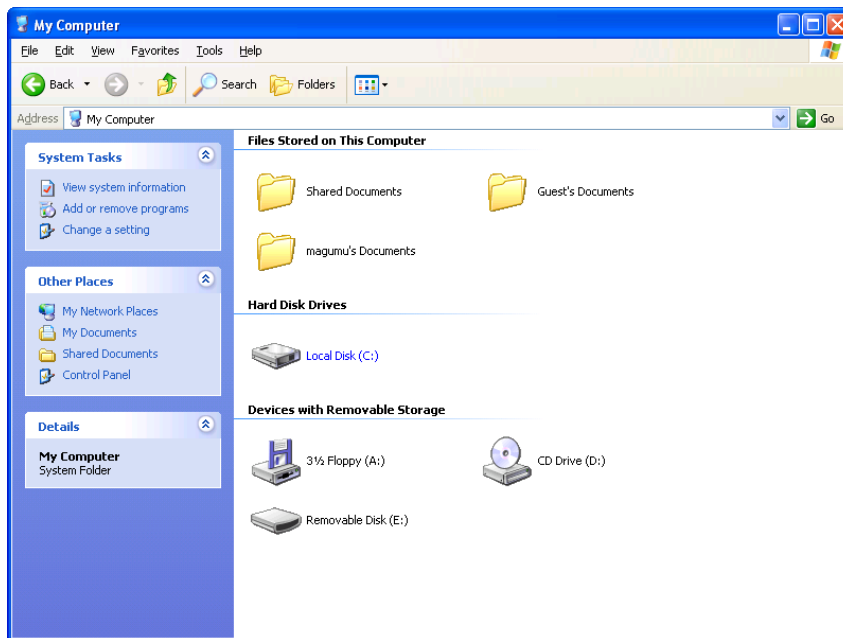 My Computer
File Edit View Favorites Tools Help
Back Search Folders
Address My Computer Go
System Tasks
View system information
Add or remove programs
Change a setting
Other Places
My Network Places
My Documents
Shared Documents
Control Panel
Details
My Computer
System Folder
Files Stored on This Computer
Shared Documents Guest's Documents
magumu's Documents
Hard Disk Drives
Local Disk (C:)
Devices with Removable Storage
3½ Floppy (A:) CD Drive (D:)
Removable Disk (E:)